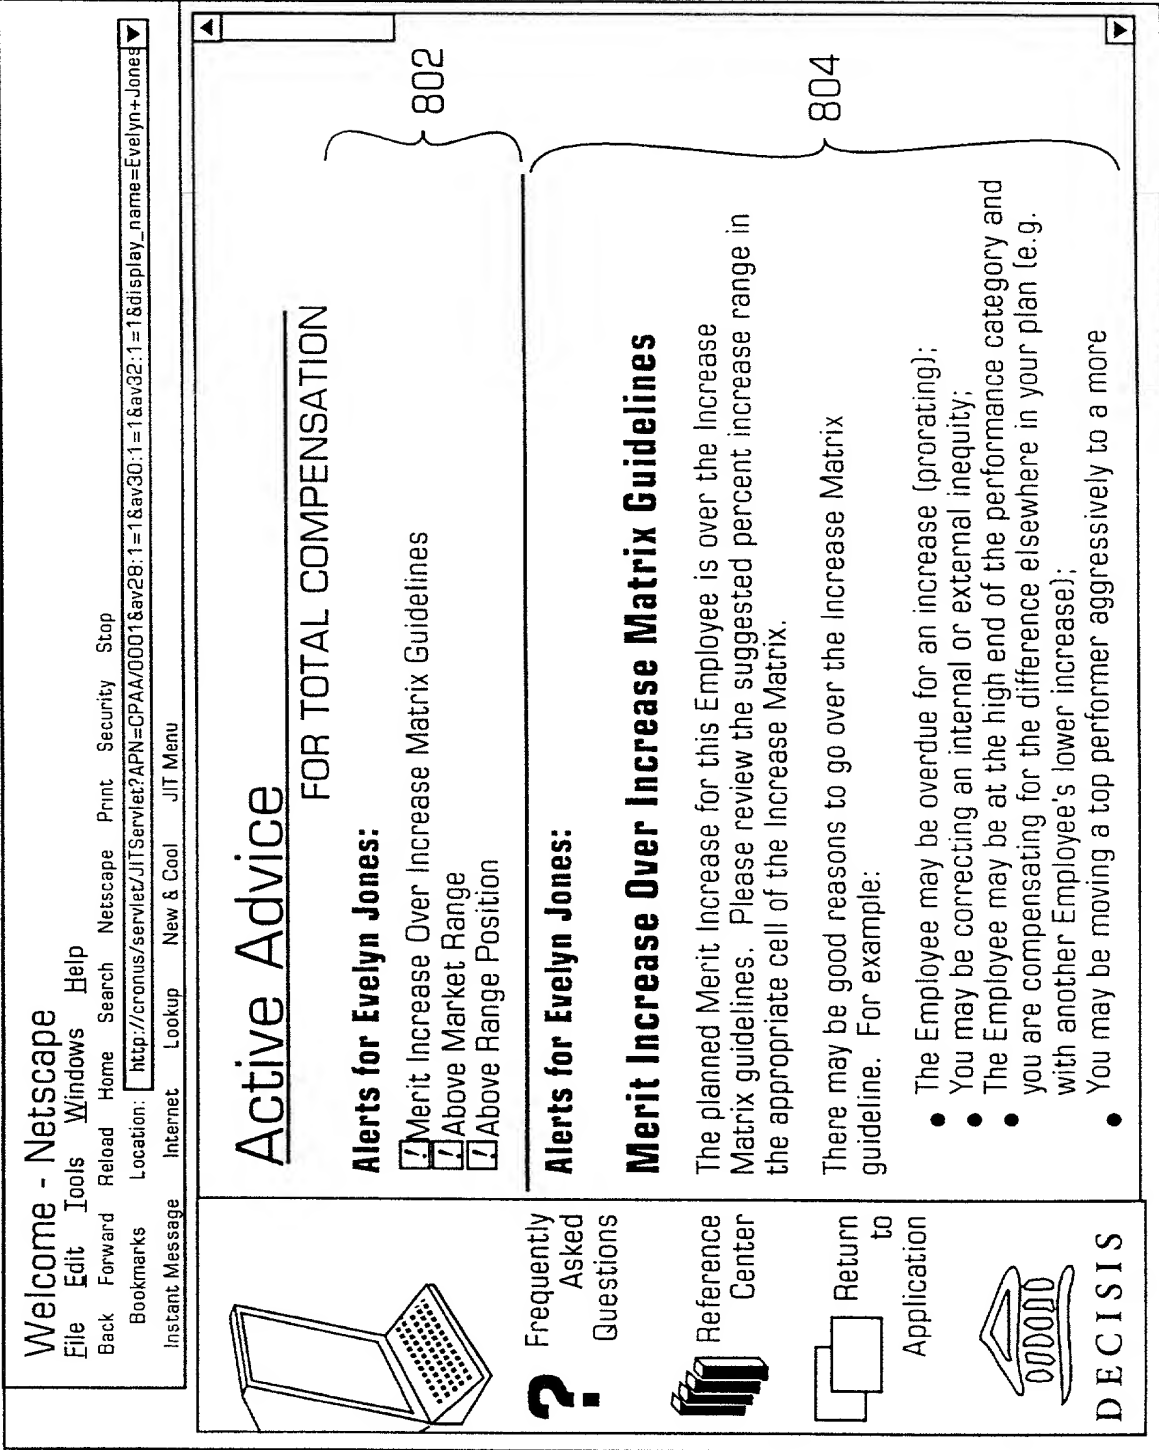 Welcome - Netscape
File Edit Tools Windows Help
Back Forward Reload Home Search Netscape Print Security Stop
Bookmarks Location: http://cronus/servlet/JITServlet?APN=CPAA/0001&av28:1=1&av30:1=1&av32:1=1&display_name=Evelyn+Jones
Instant Message Internet Lookup New & Cool JIT Menu
Frequently
Asked
Questions
Reference
Center
Return
to
Application
DECISIS
Active Advice
FOR TOTAL COMPENSATION
Alerts for Evelyn Jones:
! Merit Increase Over Increase Matrix Guidelines
! Above Market Range
! Above Range Position
802
Alerts for Evelyn Jones:
Merit Increase Over Increase Matrix Guidelines
The planned Merit Increase for this Employee is over the Increase
Matrix guidelines. Please review the suggested percent increase range in
the appropriate cell of the Increase Matrix.
There may be good reasons to go over the Increase Matrix
guideline. For example:
• The Employee may be overdue for an increase (prorating);
• You may be correcting an internal or external inequity;
• The Employee may be at the high end of the performance category and
you are compensating for the difference elsewhere in your plan (e.g.
with another Employee's lower increase);
• You may be moving a top performer aggressively to a more
804